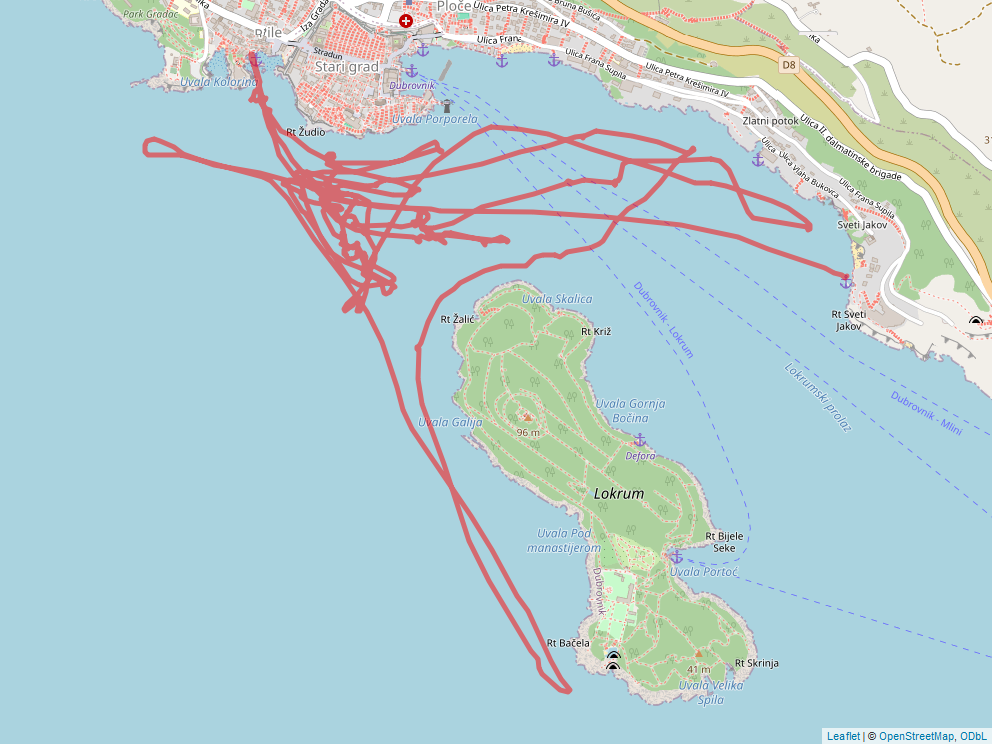 Ploče
Ulica Petra Krešimira IV
Bruna Bušića
Park Gradac
Iza Grada
Ulica Frana
Pile
Stradun
Stari grad
Ulica Frana Supila
Ulica Petra Krešimira IV
D8
Uvala Kolorina
Dubrovnik
Uvala Porporela
Rt Žudio
Zlatni potok
Ulica IZ dalmatinske brigade
Ulica Vlaha Bukovca
Ulica Frana Supila
Sveti Jakov
Dubrovnik - Lokrum
Uvala Skalica
Rt Žalić
Rt Križ
Rt Sveti
Jakov
Lokrumski prolaz
Dubrovnik - Mlini
Uvala Gornja
Bočina
Uvala Galija
96 m
Defora
Lokrum
Uvala Pod
manastijerom
Rt Bijele
Seke
Uvala Portoč
Dubrovnik
Rt Bačela
Rt Skrinja
41 m
Uvala Velika
Spila
Leaflet | © OpenStreetMap, ODbL